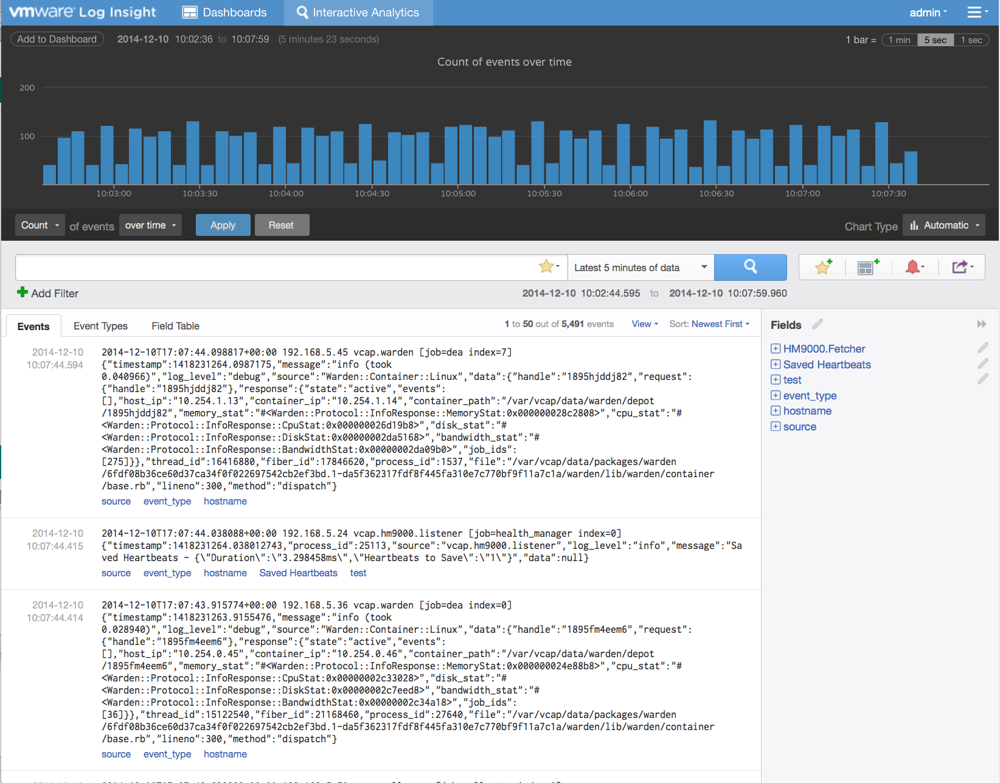 vmware Log Insight Dashboards Interactive Analytics admin
Add to Dashboard 2014-12-10 10:02:36 to 10:07:59 (5 minutes 23 seconds) 1 bar = 1 min 5 sec 1 sec
Count of events over time
200
100
10:03:00 10:03:30 10:04:00 10:04:30 10:05:00 10:05:30 10:06:00 10:06:30 10:07:00 10:07:30
Count of events over time Apply Reset Chart Type Automatic
Latest 5 minutes of data
Add Filter 2014-12-10 10:02:44.595 to 2014-12-10 10:07:59.960
Events Event Types Field Table 1 to 50 out of 5,491 events View Sort: Newest First
2014-12-10
10:07:44.594
2014-12-10T17:07:44.098817+00:00 192.168.5.45 vcap.warden [job=dea index=7]
{"timestamp":1418231264.0987175,"message":"info (took
0.040966)","log_level":"debug","source":"Warden::Container::Linux","data":{"handle":"1895hjddj82","request":
{"handle":"1895hjddj82"},"response":{"state":"active","events":
[],"host_ip":"10.254.1.13","container_ip":"10.254.1.14","container_path":"/var/vcap/data/warden/depot
/1895hjddj82","memory_stat":"#<Warden::Protocol::InfoResponse::MemoryStat:0x000000028c2808>","cpu_stat":"#
<Warden::Protocol::InfoResponse::CpuStat:0x000000026d19b8>","disk_stat":"#
<Warden::Protocol::InfoResponse::DiskStat:0x00000002da5168>","bandwidth_stat":"#
<Warden::Protocol::InfoResponse::BandwidthStat:0x00000002da09b0>","job_ids":
[275]}},"thread_id":16416880,"fiber_id":17846620,"process_id":1537,"file":"/var/vcap/data/packages/warden
/6fdf08b36ce60d37ca34f0f022697542cb2ef3bd.1-da5f362317fdf8f445fa310e7c770bf9f11a7c1a/warden/lib/warden/container
/base.rb","lineno":300,"method":"dispatch"}
source event_type hostname
2014-12-10
10:07:44.415
2014-12-10T17:07:44.038088+00:00 192.168.5.24 vcap.hm9000.listener [job=health_manager index=0]
{"timestamp":1418231264.038012743,"process_id":25113,"source":"vcap.hm9000.listener","log_level":"info","message":"Sa
ved Heartbeats - {\"Duration\":\"3.298458ms\",\"Heartbeats to Save\":\"1\"}","data":null}
source event_type hostname Saved Heartbeats test
2014-12-10
10:07:44.414
2014-12-10T17:07:43.915774+00:00 192.168.5.36 vcap.warden [job=dea index=0]
{"timestamp":1418231263.9155476,"message":"info (took
0.028940)","log_level":"debug","source":"Warden::Container::Linux","data":{"handle":"1895fm4eem6","request":
{"handle":"1895fm4eem6"},"response":{"state":"active","events":
[],"host_ip":"10.254.0.45","container_ip":"10.254.0.46","container_path":"/var/vcap/data/warden/depot
/1895fm4eem6","memory_stat":"#<Warden::Protocol::InfoResponse::MemoryStat:0x000000024e88b8>","cpu_stat":"#
<Warden::Protocol::InfoResponse::CpuStat:0x00000002c33028>","disk_stat":"#
<Warden::Protocol::InfoResponse::DiskStat:0x00000002c7eed8>","bandwidth_stat":"#
<Warden::Protocol::InfoResponse::BandwidthStat:0x00000002c34a18>","job_ids":
[36]}},"thread_id":15122540,"fiber_id":21168460,"process_id":27640,"file":"/var/vcap/data/packages/warden
/6fdf08b36ce60d37ca34f0f022697542cb2ef3bd.1-da5f362317fdf8f445fa310e7c770bf9f11a7c1a/warden/lib/warden/container
/base.rb","lineno":300,"method":"dispatch"}
source event_type hostname
Fields
HM9000.Fetcher
Saved Heartbeats
test
event_type
hostname
source